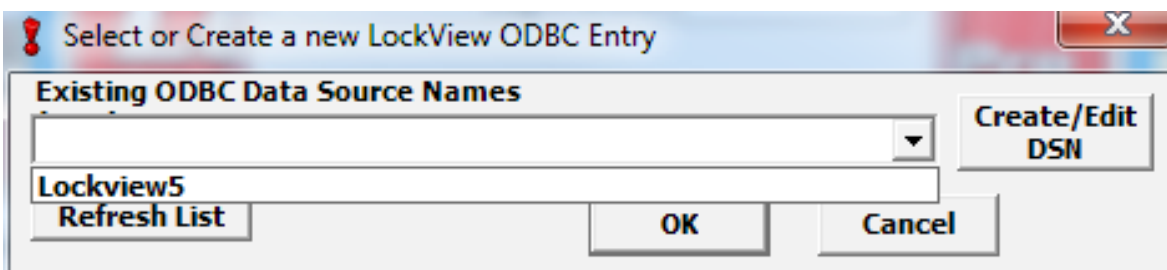 Select or Create a new LockView ODBC Entry
Existing ODBC Data Source Names
Create/Edit
DSN
Lockview5
Refresh List
OK
Cancel